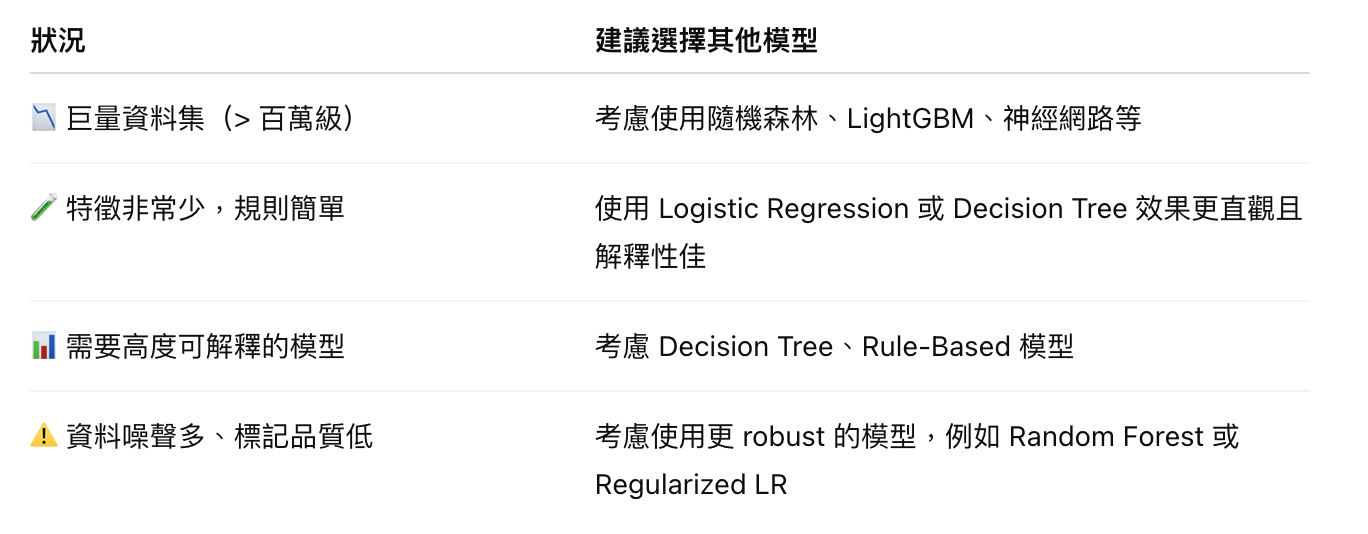 狀況 建議選擇其他模型
📉 巨量資料集（> 百萬級） 考慮使用隨機森林、LightGBM、神經網路等
🧪 特徵非常少，規則簡單 使用 Logistic Regression 或 Decision Tree 效果更直觀且
解釋性佳
📊 需要高度可解釋的模型 考慮 Decision Tree、Rule-Based 模型
⚠️ 資料噪聲多、標記品質低 考慮使用更 robust 的模型，例如 Random Forest 或
Regularized LR